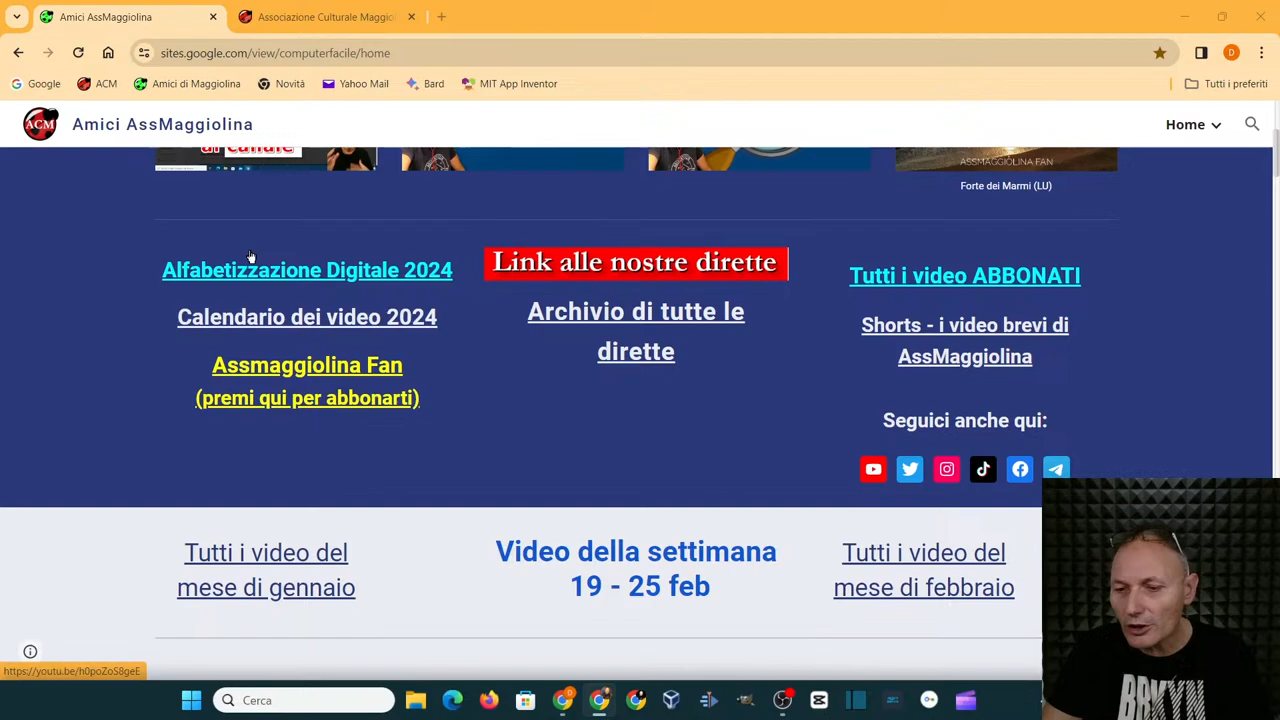 Amici AssMaggiolina
Associazione Culturale Maggio
sites.google.com/view/computerfacile/home
Google
ACM
Amici di Maggiolina
Novità
Yahoo Mail
Bard
MIT App Inventor
Tutti i preferiti
D
ACM
Amici AssMaggiolina
Home
al canale
ASSMAGGIOLINA FAN
Forte dei Marmi (LU)
Alfabetizzazione Digitale 2024
Calendario dei video 2024
Assmaggiolina Fan
(premi qui per abbonarti)
Link alle nostre dirette
Archivio di tutte le
dirette
Tutti i video ABBONATI
Shorts - i video brevi di
AssMaggiolina
Seguici anche qui:
Tutti i video del
mese di gennaio
Video della settimana
19 - 25 feb
Tutti i video del
mese di febbraio
https://youtu.be/h0poZoS8geE
Cerca